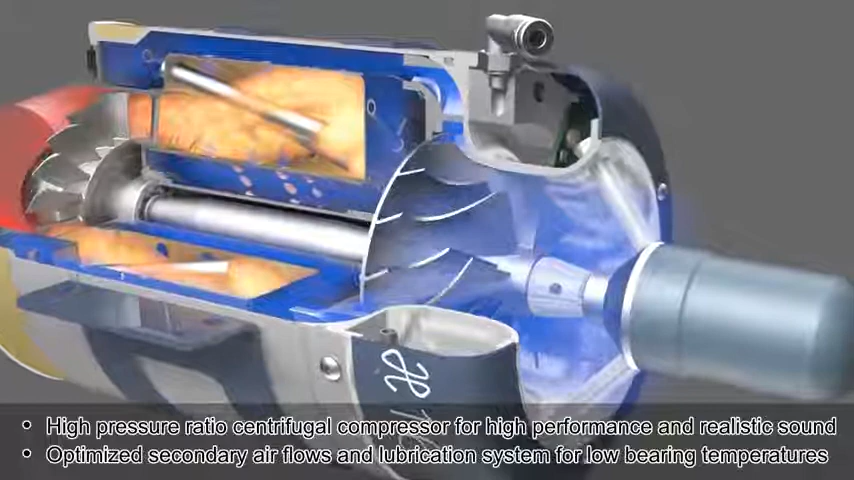 • High pressure ratio centrifugal compressor for high performance and realistic sound
• Optimized secondary air flows and lubrication system for low bearing temperatures